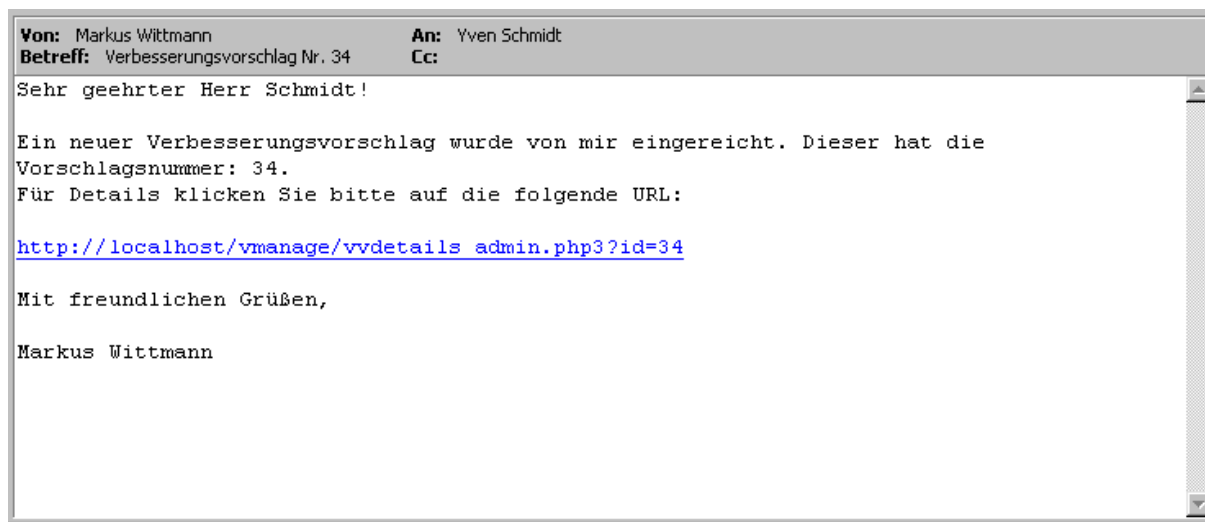 Von: Markus Wittmann An: Yven Schmidt
Betreff: Verbesserungsvorschlag Nr. 34 Cc:
Sehr geehrter Herr Schmidt!
Ein neuer Verbesserungsvorschlag wurde von mir eingereicht. Dieser hat die
Vorschlagsnummer: 34.
Für Details klicken Sie bitte auf die folgende URL:
http://localhost/vmanage/vvdetails_admin.php3?id=34
Mit freundlichen Grüßen,
Markus Wittmann